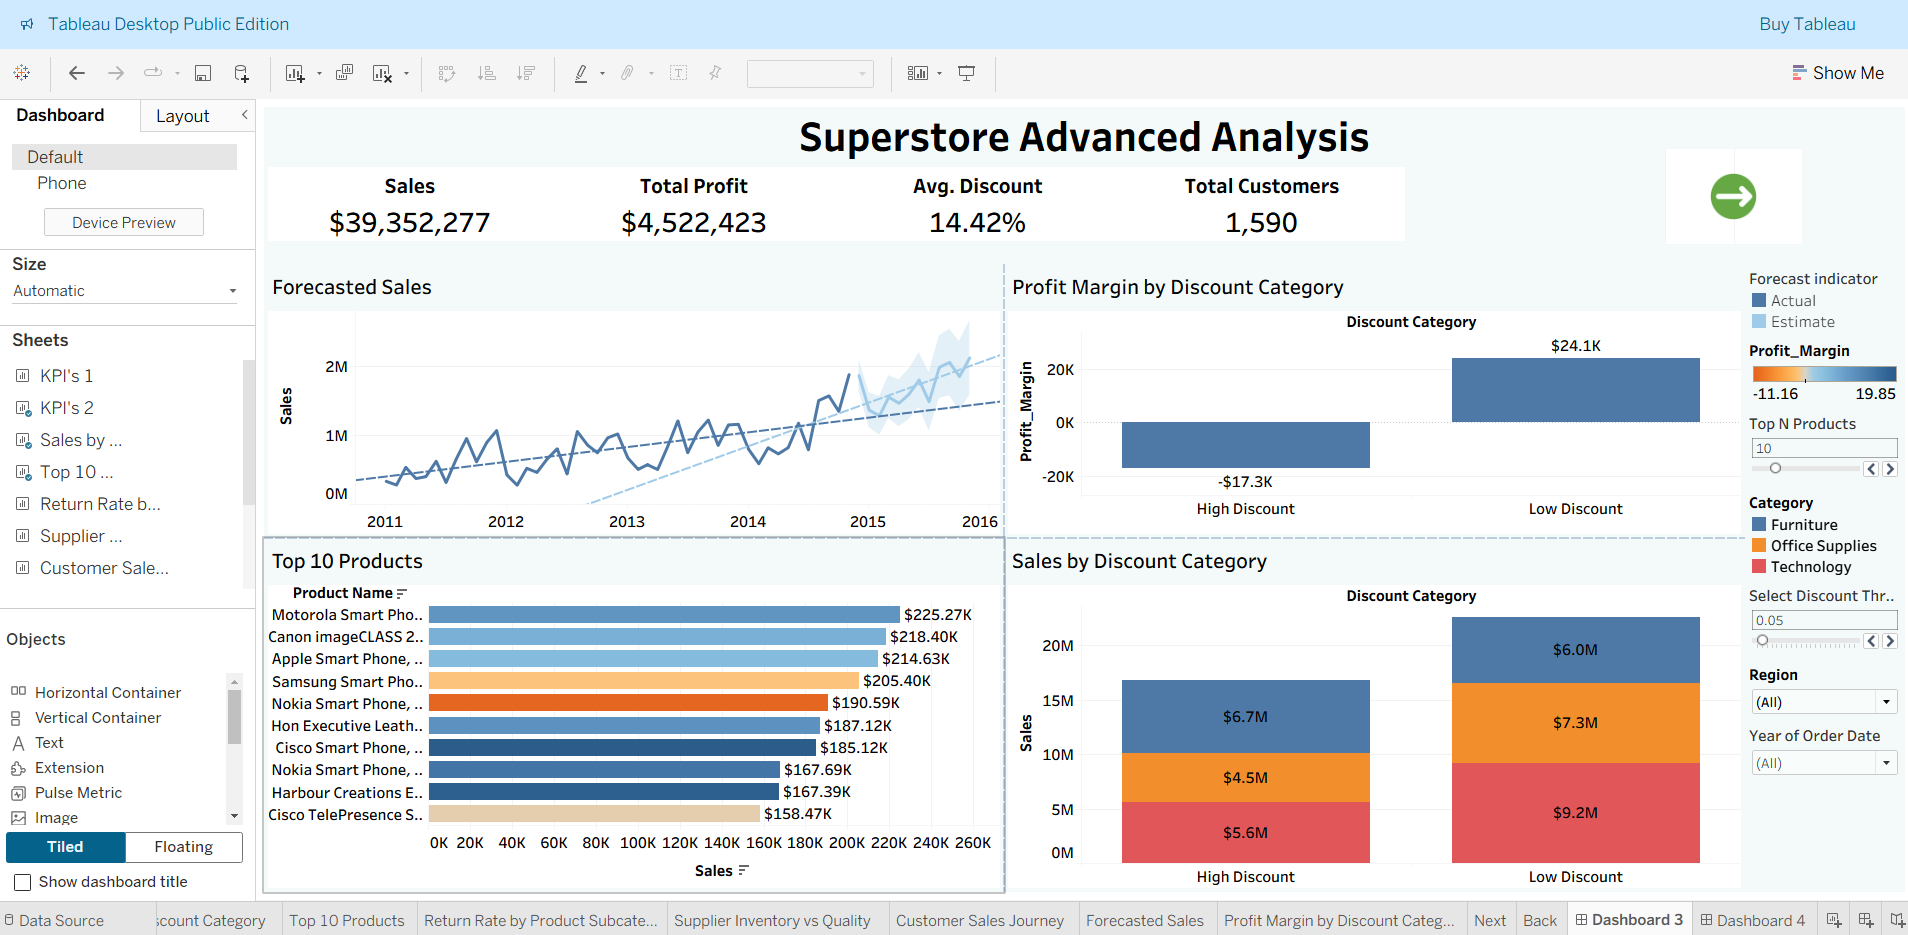 Tableau Desktop Public Edition
Buy Tableau
Show Me
Dashboard
Layout
Default
Phone
Device Preview
Size
Automatic
Sheets
KPI's 1
KPI's 2
Sales by ...
Top 10 ...
Return Rate b...
Supplier ...
Customer Sale...
Objects
Horizontal Container
Vertical Container
Text
Extension
Pulse Metric
Image
Tiled
Floating
Show dashboard title
Superstore Advanced Analysis
Sales
$39,352,277
Total Profit
$4,522,423
Avg. Discount
14.42%
Total Customers
1,590
Forecasted Sales
Sales
2M
1M
0M
2011 2012 2013 2014 2015 2016
Profit Margin by Discount Category
Discount Category
Profit_Margin
20K
0K
-20K
$24.1K
-$17.3K
High Discount Low Discount
Top 10 Products
Product Name
Motorola Smart Pho.. $225.27K
Canon imageCLASS 2.. $218.40K
Apple Smart Phone, .. $214.63K
Samsung Smart Pho.. $205.40K
Nokia Smart Phone, .. $190.59K
Hon Executive Leath.. $187.12K
Cisco Smart Phone, .. $185.12K
Nokia Smart Phone, .. $167.69K
Harbour Creations E.. $167.39K
Cisco TelePresence S.. $158.47K
0K 20K 40K 60K 80K 100K 120K 140K 160K 180K 200K 220K 240K 260K
Sales
Sales by Discount Category
Discount Category
Sales
20M
15M
10M
5M
0M
$6.7M
$4.5M
$5.6M
$6.0M
$7.3M
$9.2M
High Discount Low Discount
Forecast indicator
Actual
Estimate
Profit_Margin
-11.16 19.85
Top N Products
10
Category
Furniture
Office Supplies
Technology
Select Discount Thr..
0.05
Region
(All)
Year of Order Date
(All)
Data Source
scount Category
Top 10 Products
Return Rate by Product Subcate...
Supplier Inventory vs Quality
Customer Sales Journey
Forecasted Sales
Profit Margin by Discount Categ...
Next
Back
Dashboard 3
Dashboard 4